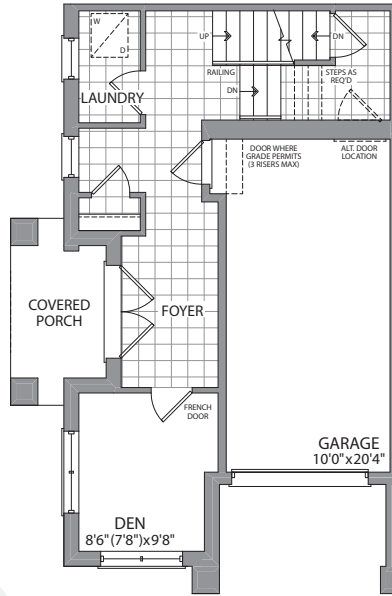 W
D
LAUNDRY
UP
DN
RAILING
DN
STEPS AS
REQ'D
DOOR WHERE
GRADE PERMITS
(3 RISERS MAX)
ALT. DOOR
LOCATION
COVERED
PORCH
FOYER
FRENCH
DOOR
GARAGE
10'0"x20'4"
DEN
8'6"(7'8")x9'8"